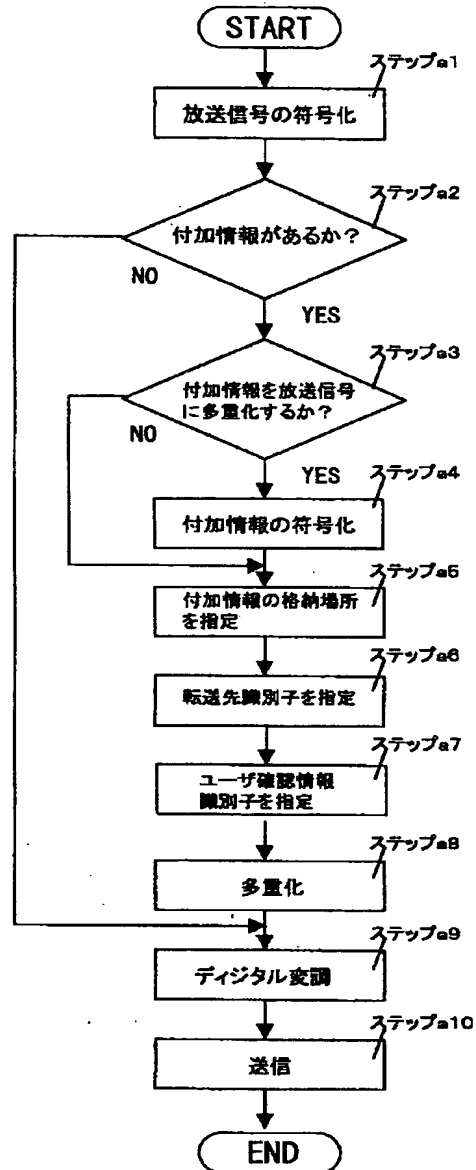 START
ステップa1
放送信号の符号化
ステップa2
付加情報があるか？
NO
YES
ステップa3
付加情報を放送信号
に多重化するか？
NO
YES
ステップa4
付加情報の符号化
ステップa5
付加情報の格納場所
を指定
ステップa6
転送先識別子を指定
ステップa7
ユーザ確認情報
識別子を指定
ステップa8
多重化
ステップa9
ディジタル変調
ステップa10
送信
END